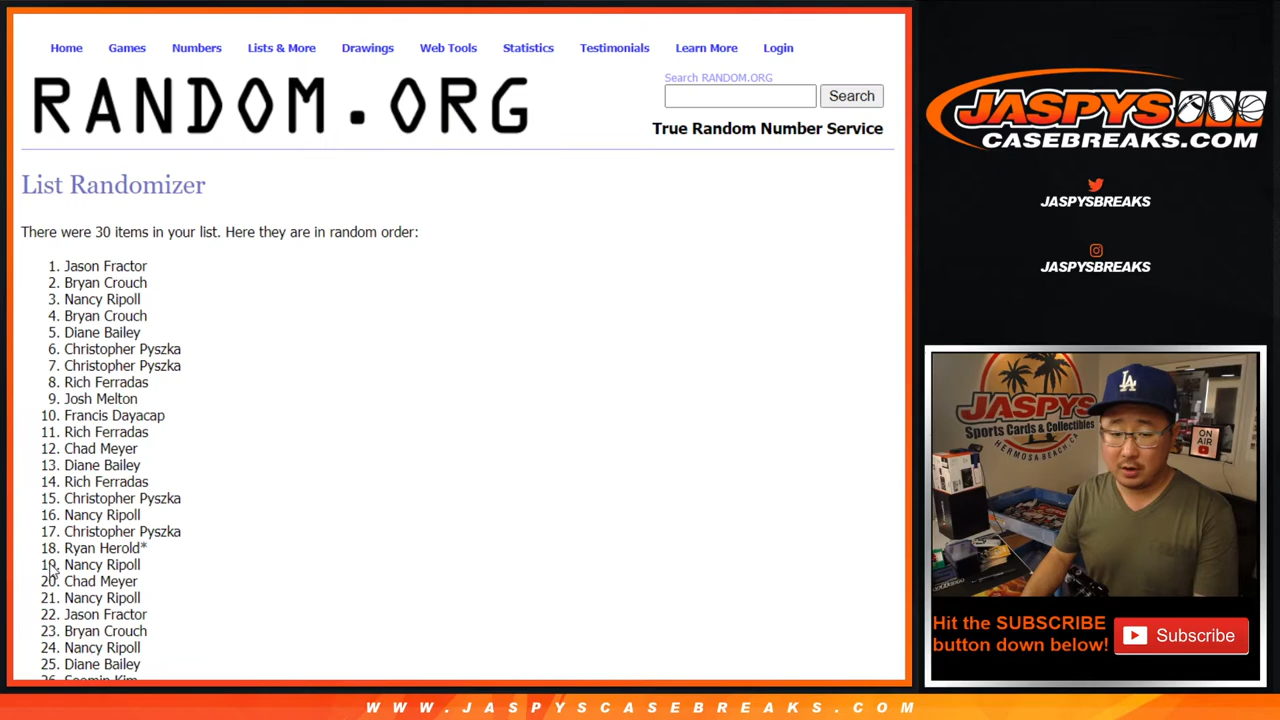 Home Games Numbers Lists & More Drawings Web Tools Statistics Testimonials Learn More Login
RANDOM.ORG
Search RANDOM.ORG
Search
True Random Number Service
List Randomizer
There were 30 items in your list. Here they are in random order:
1. Jason Fractor
2. Bryan Crouch
3. Nancy Ripoll
4. Bryan Crouch
5. Diane Bailey
6. Christopher Pyszka
7. Christopher Pyszka
8. Rich Ferradas
9. Josh Melton
10. Francis Dayacap
11. Rich Ferradas
12. Chad Meyer
13. Diane Bailey
14. Rich Ferradas
15. Christopher Pyszka
16. Nancy Ripoll
17. Christopher Pyszka
18. Ryan Herold*
19. Nancy Ripoll
20. Chad Meyer
21. Nancy Ripoll
22. Jason Fractor
23. Bryan Crouch
24. Nancy Ripoll
25. Diane Bailey
26. Seemin Kim
JASPYS
CASEBREAKS.COM
JASPYSBREAKS
JASPYSBREAKS
JASPYS
Sports Cards & Collectibles
HERMOSA BEACH, CA
LA
ON
AIR
Hit the SUBSCRIBE
button down below!
Subscribe
WWW.JASPYSCASEBREAKS.COM